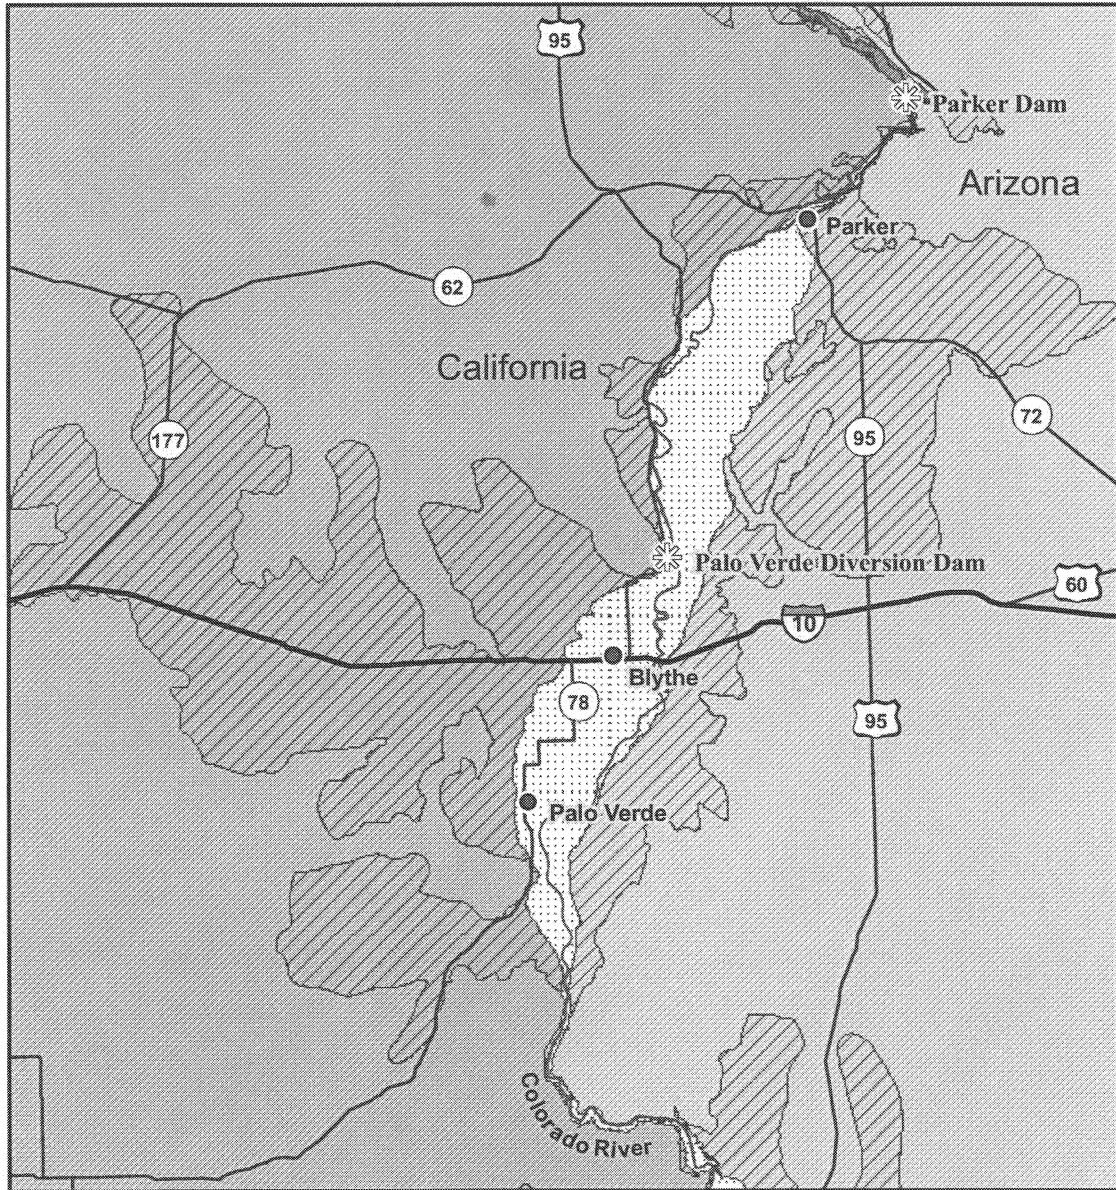 95
Parker Dam
Arizona
Parker
62
California
177
95
72
Palo Verde Diversion Dam
60
10
Blythe
78
95
Palo Verde
Colorado River